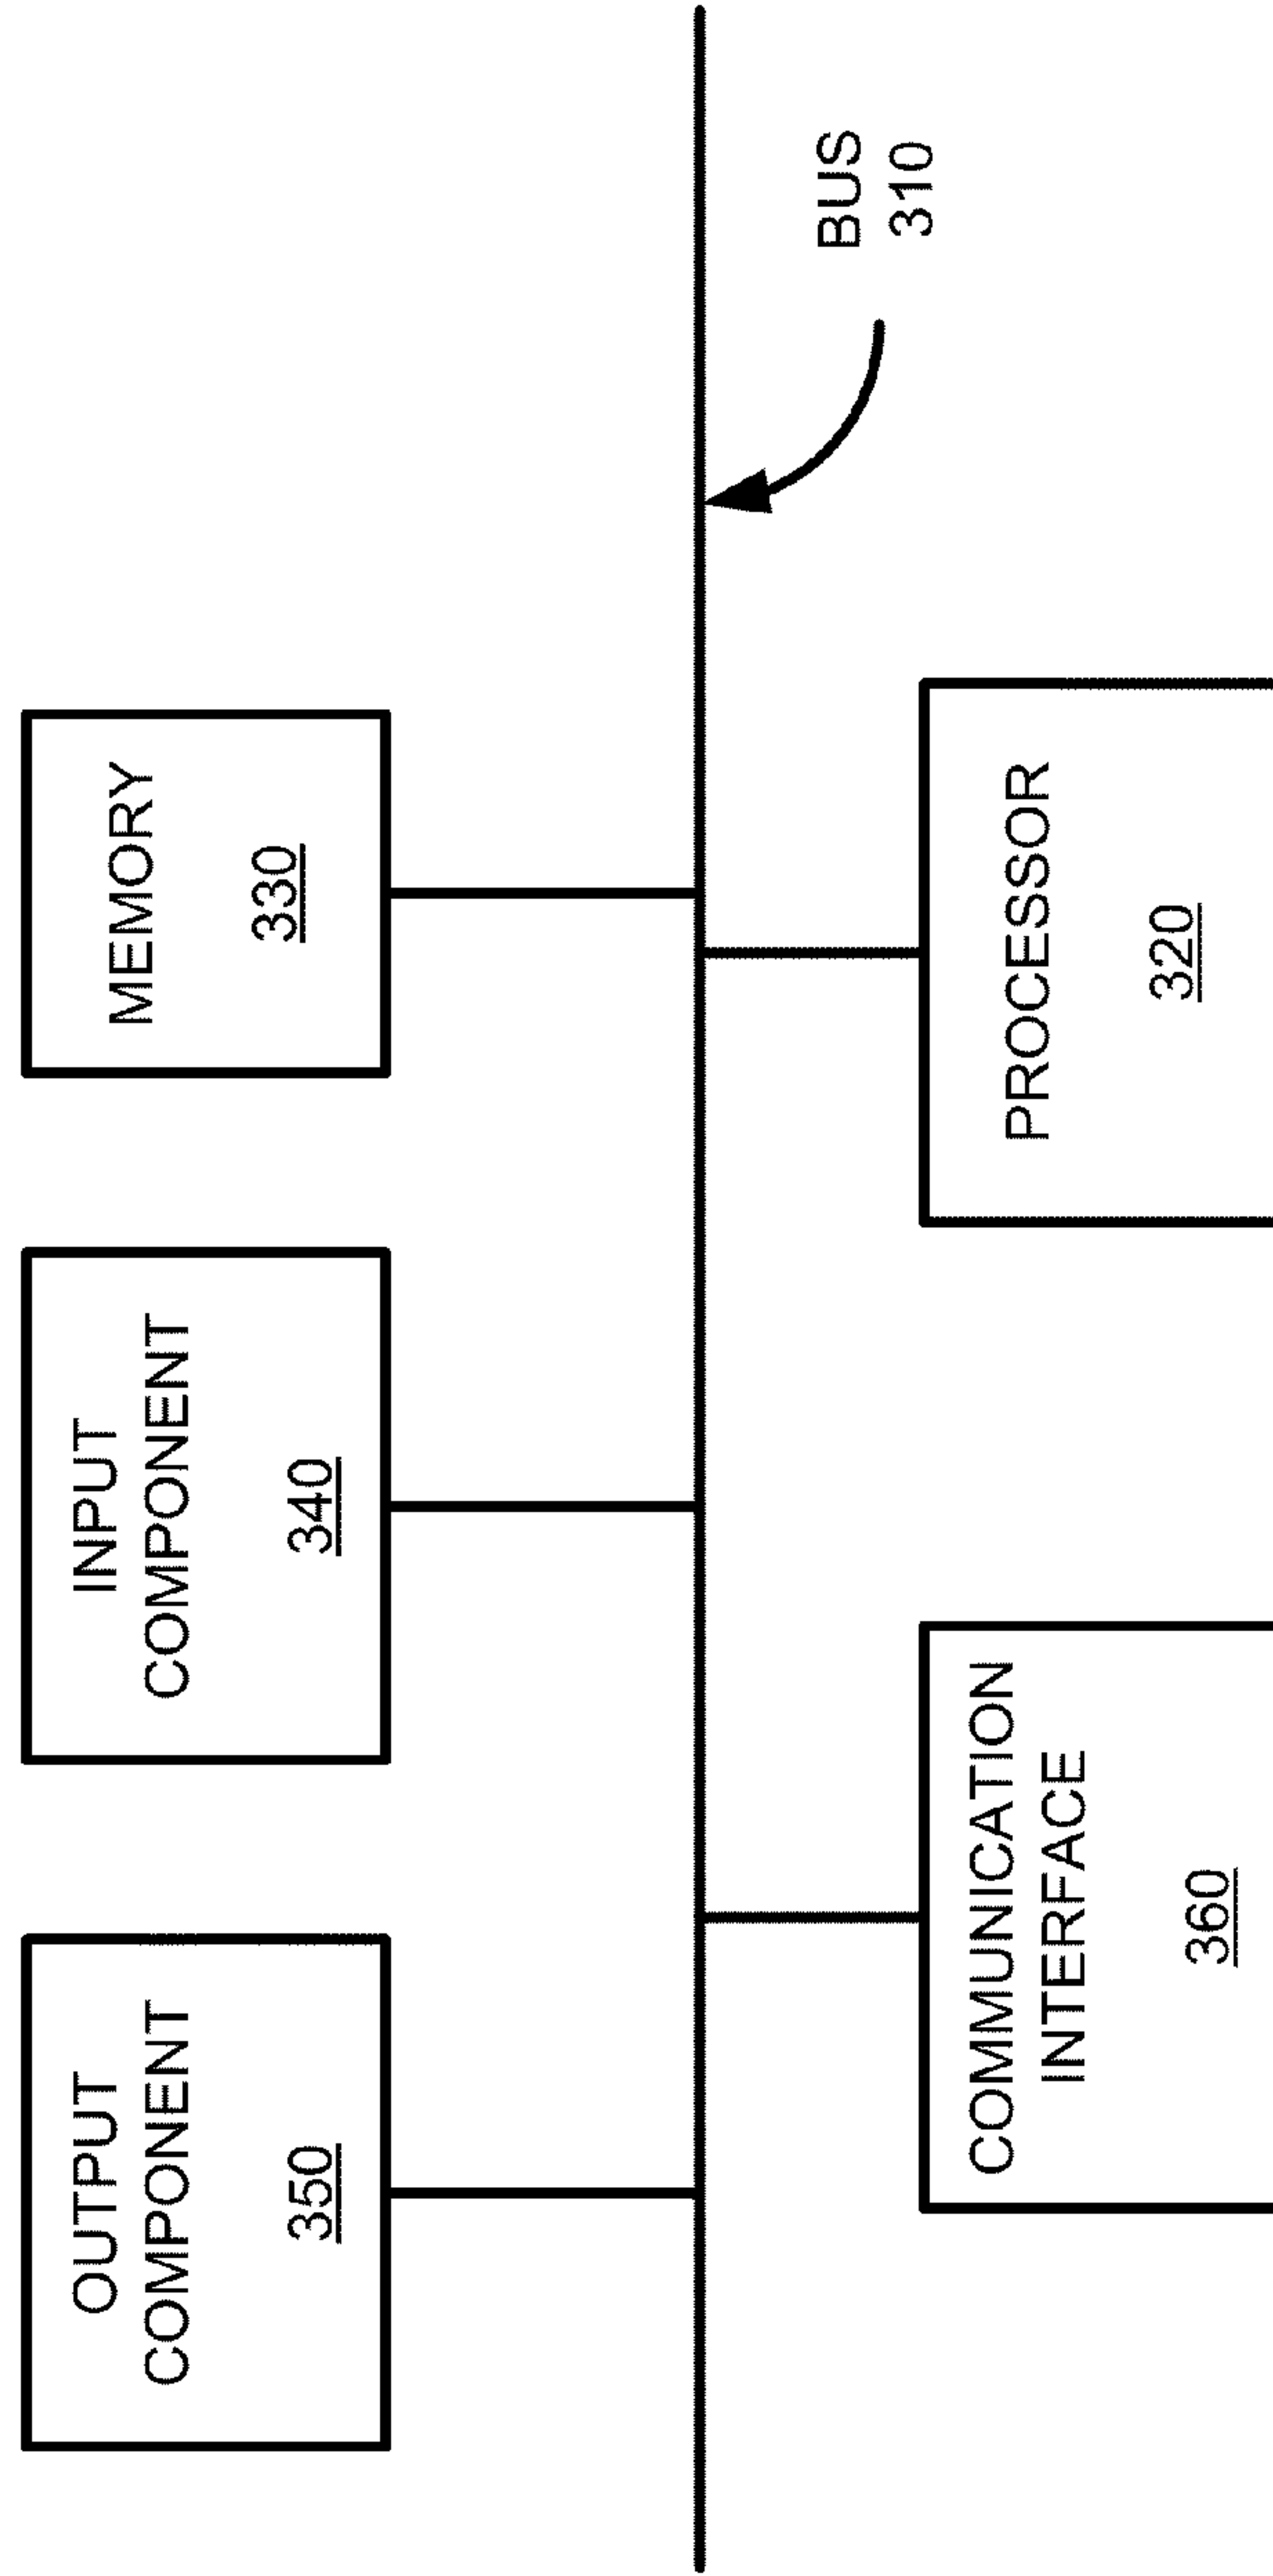 OUTPUT
COMPONENT
350
INPUT
COMPONENT
340
MEMORY
330
BUS
310
COMMUNICATION
INTERFACE
360
PROCESSOR
320